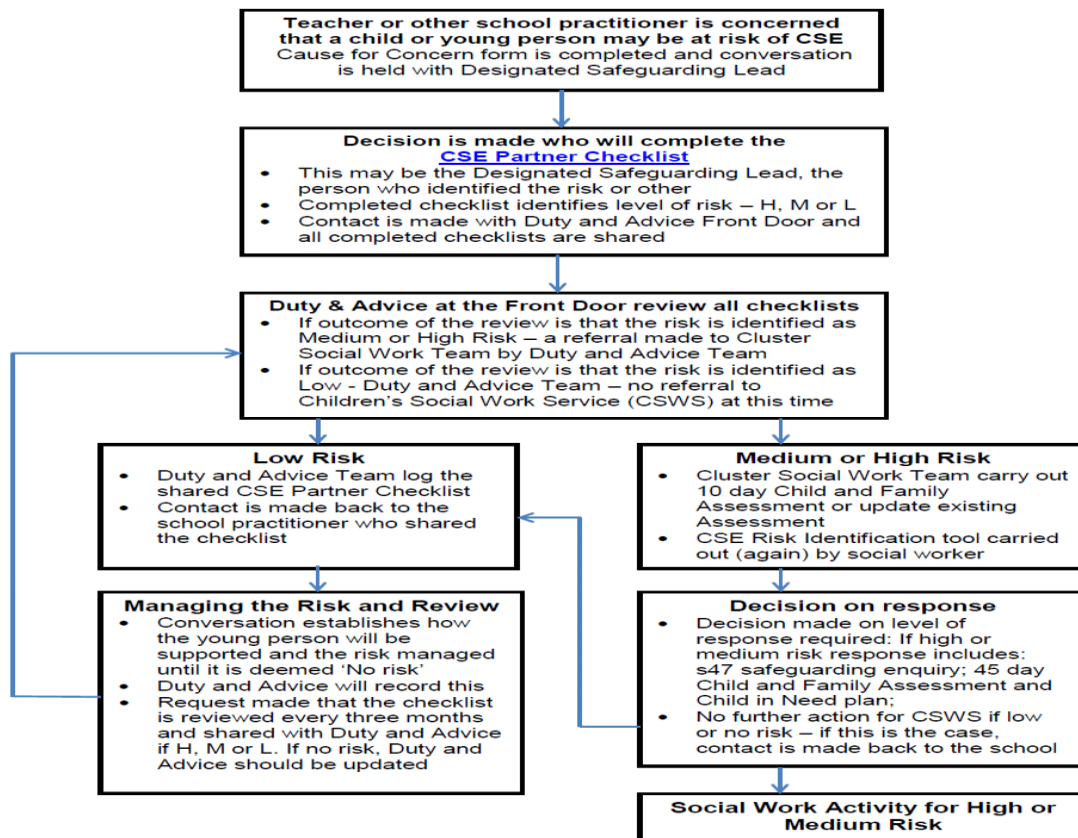 Teacher or other school practitioner is concerned
that a child or young person may be at risk of CSE
Cause for Concern form is completed and conversation
is held with Designated Safeguarding Lead
Decision is made who will complete the
CSE Partner Checklist
• This may be the Designated Safeguarding Lead, the
person who identified the risk or other
• Completed checklist identifies level of risk – H, M or L
• Contact is made with Duty and Advice Front Door and
all completed checklists are shared
Duty & Advice at the Front Door review all checklists
• If outcome of the review is that the risk is identified as
Medium or High Risk – a referral made to Cluster
Social Work Team by Duty and Advice Team
• If outcome of the review is that the risk is identified as
Low - Duty and Advice Team – no referral to
Children's Social Work Service (CSWS) at this time
Low Risk
• Duty and Advice Team log the
shared CSE Partner Checklist
• Contact is made back to the
school practitioner who shared
the checklist
Medium or High Risk
• Cluster Social Work Team carry out
10 day Child and Family
Assessment or update existing
Assessment
• CSE Risk Identification tool carried
out (again) by social worker
Managing the Risk and Review
• Conversation establishes how
the young person will be
supported and the risk managed
until it is deemed 'No risk'
• Duty and Advice will record this
• Request made that the checklist
is reviewed every three months
and shared with Duty and Advice
if H, M or L. If no risk, Duty and
Advice should be updated
Decision on response
• Decision made on level of
response required: If high or
medium risk response includes:
s47 safeguarding enquiry; 45 day
Child and Family Assessment and
Child in Need plan;
• No further action for CSWS if low
or no risk – if this is the case,
contact is made back to the school
Social Work Activity for High or
Medium Risk